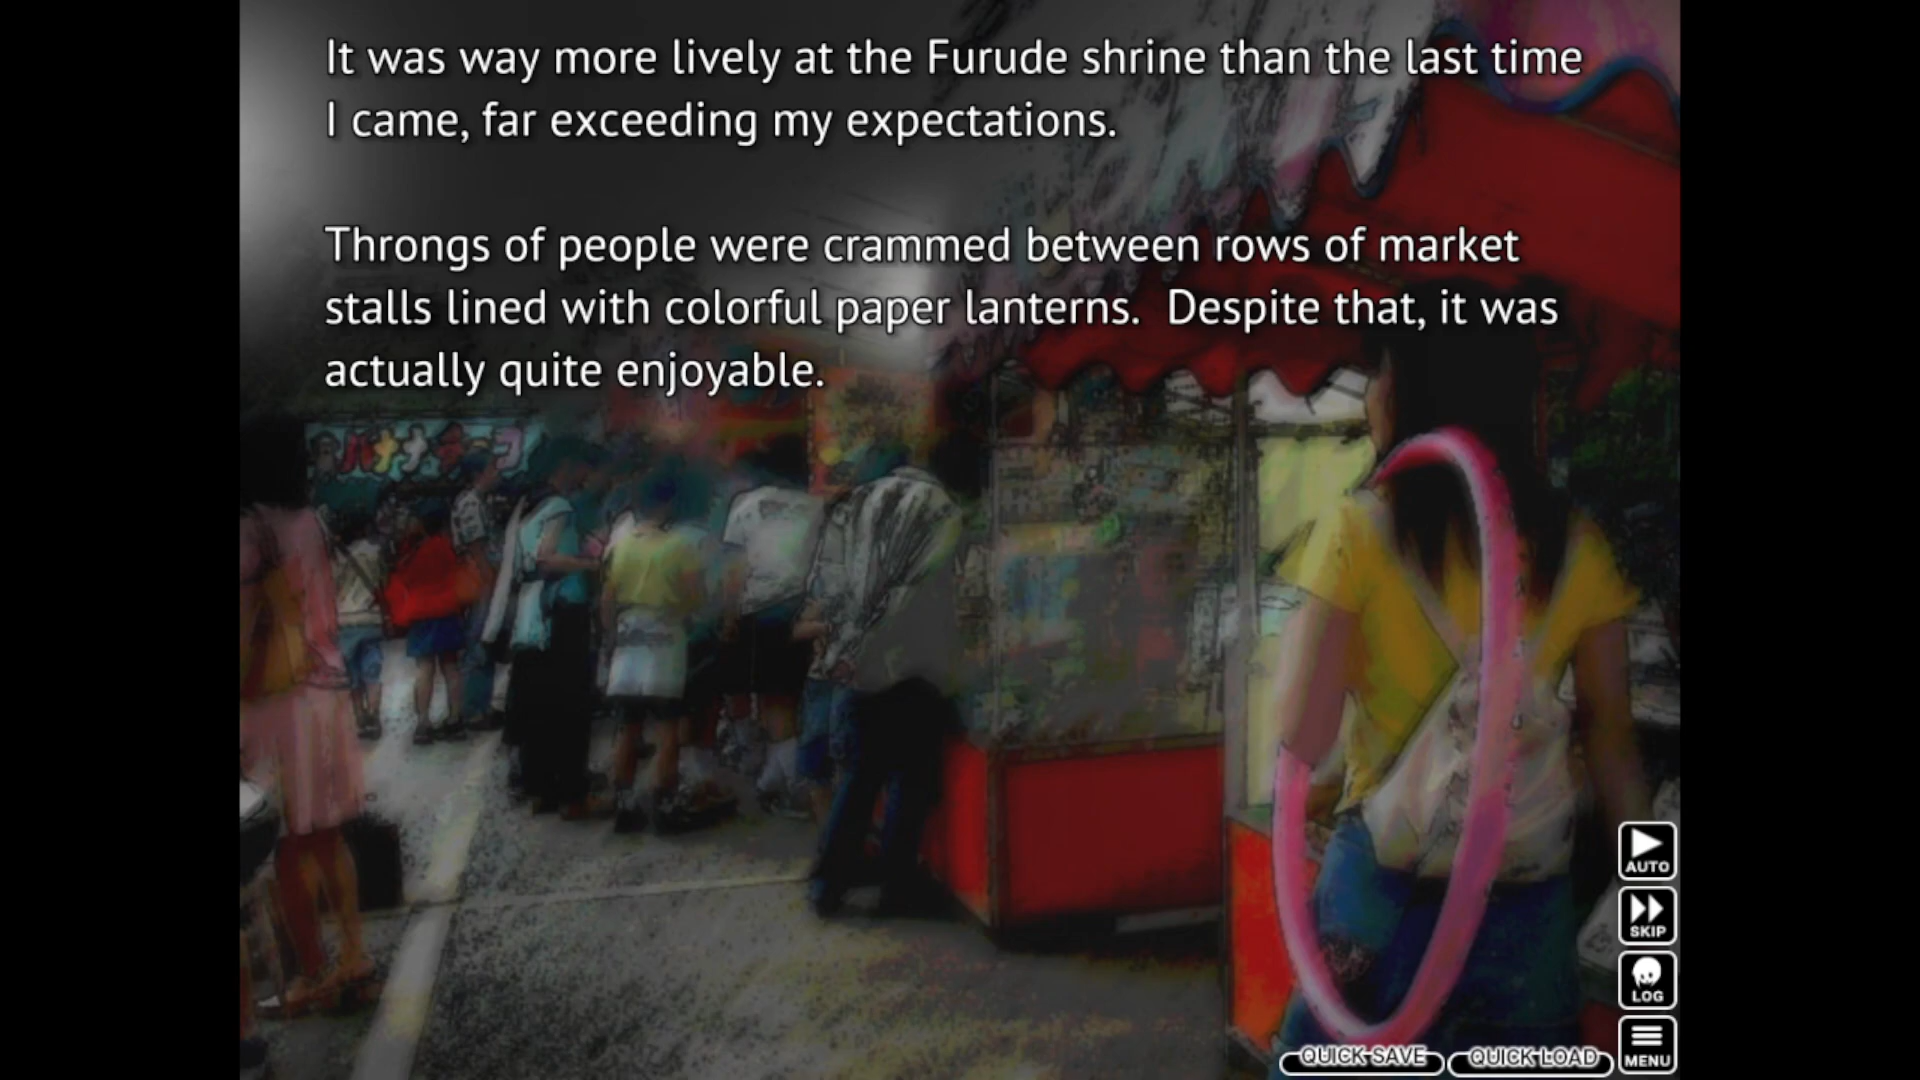 It was way more lively at the Furude shrine than the last time
I came, far exceeding my expectations.
Throngs of people were crammed between rows of market
stalls lined with colorful paper lanterns.  Despite that, it was
actually quite enjoyable.
AUTO
SKIP
LOG
MENU
QUICK SAVE
QUICK LOAD